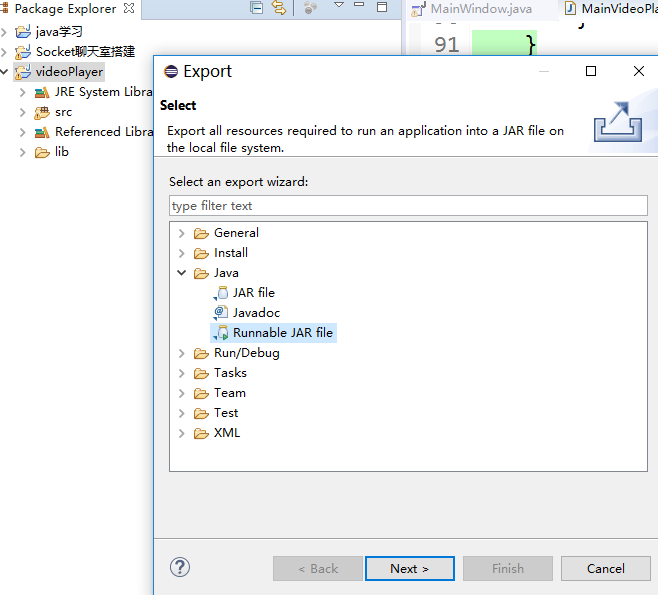 Package Explorer
java学习
Socket聊天室搭建
videoPlayer
JRE System Libra
src
Referenced Libra
lib
MainWindow.java
MainVideoPla
91 }
Export
Select
Export all resources required to run an application into a JAR file on
the local file system.
Select an export wizard:
type filter text
General
Install
Java
JAR file
Javadoc
Runnable JAR file
Run/Debug
Tasks
Team
Test
XML
< Back
Next >
Finish
Cancel